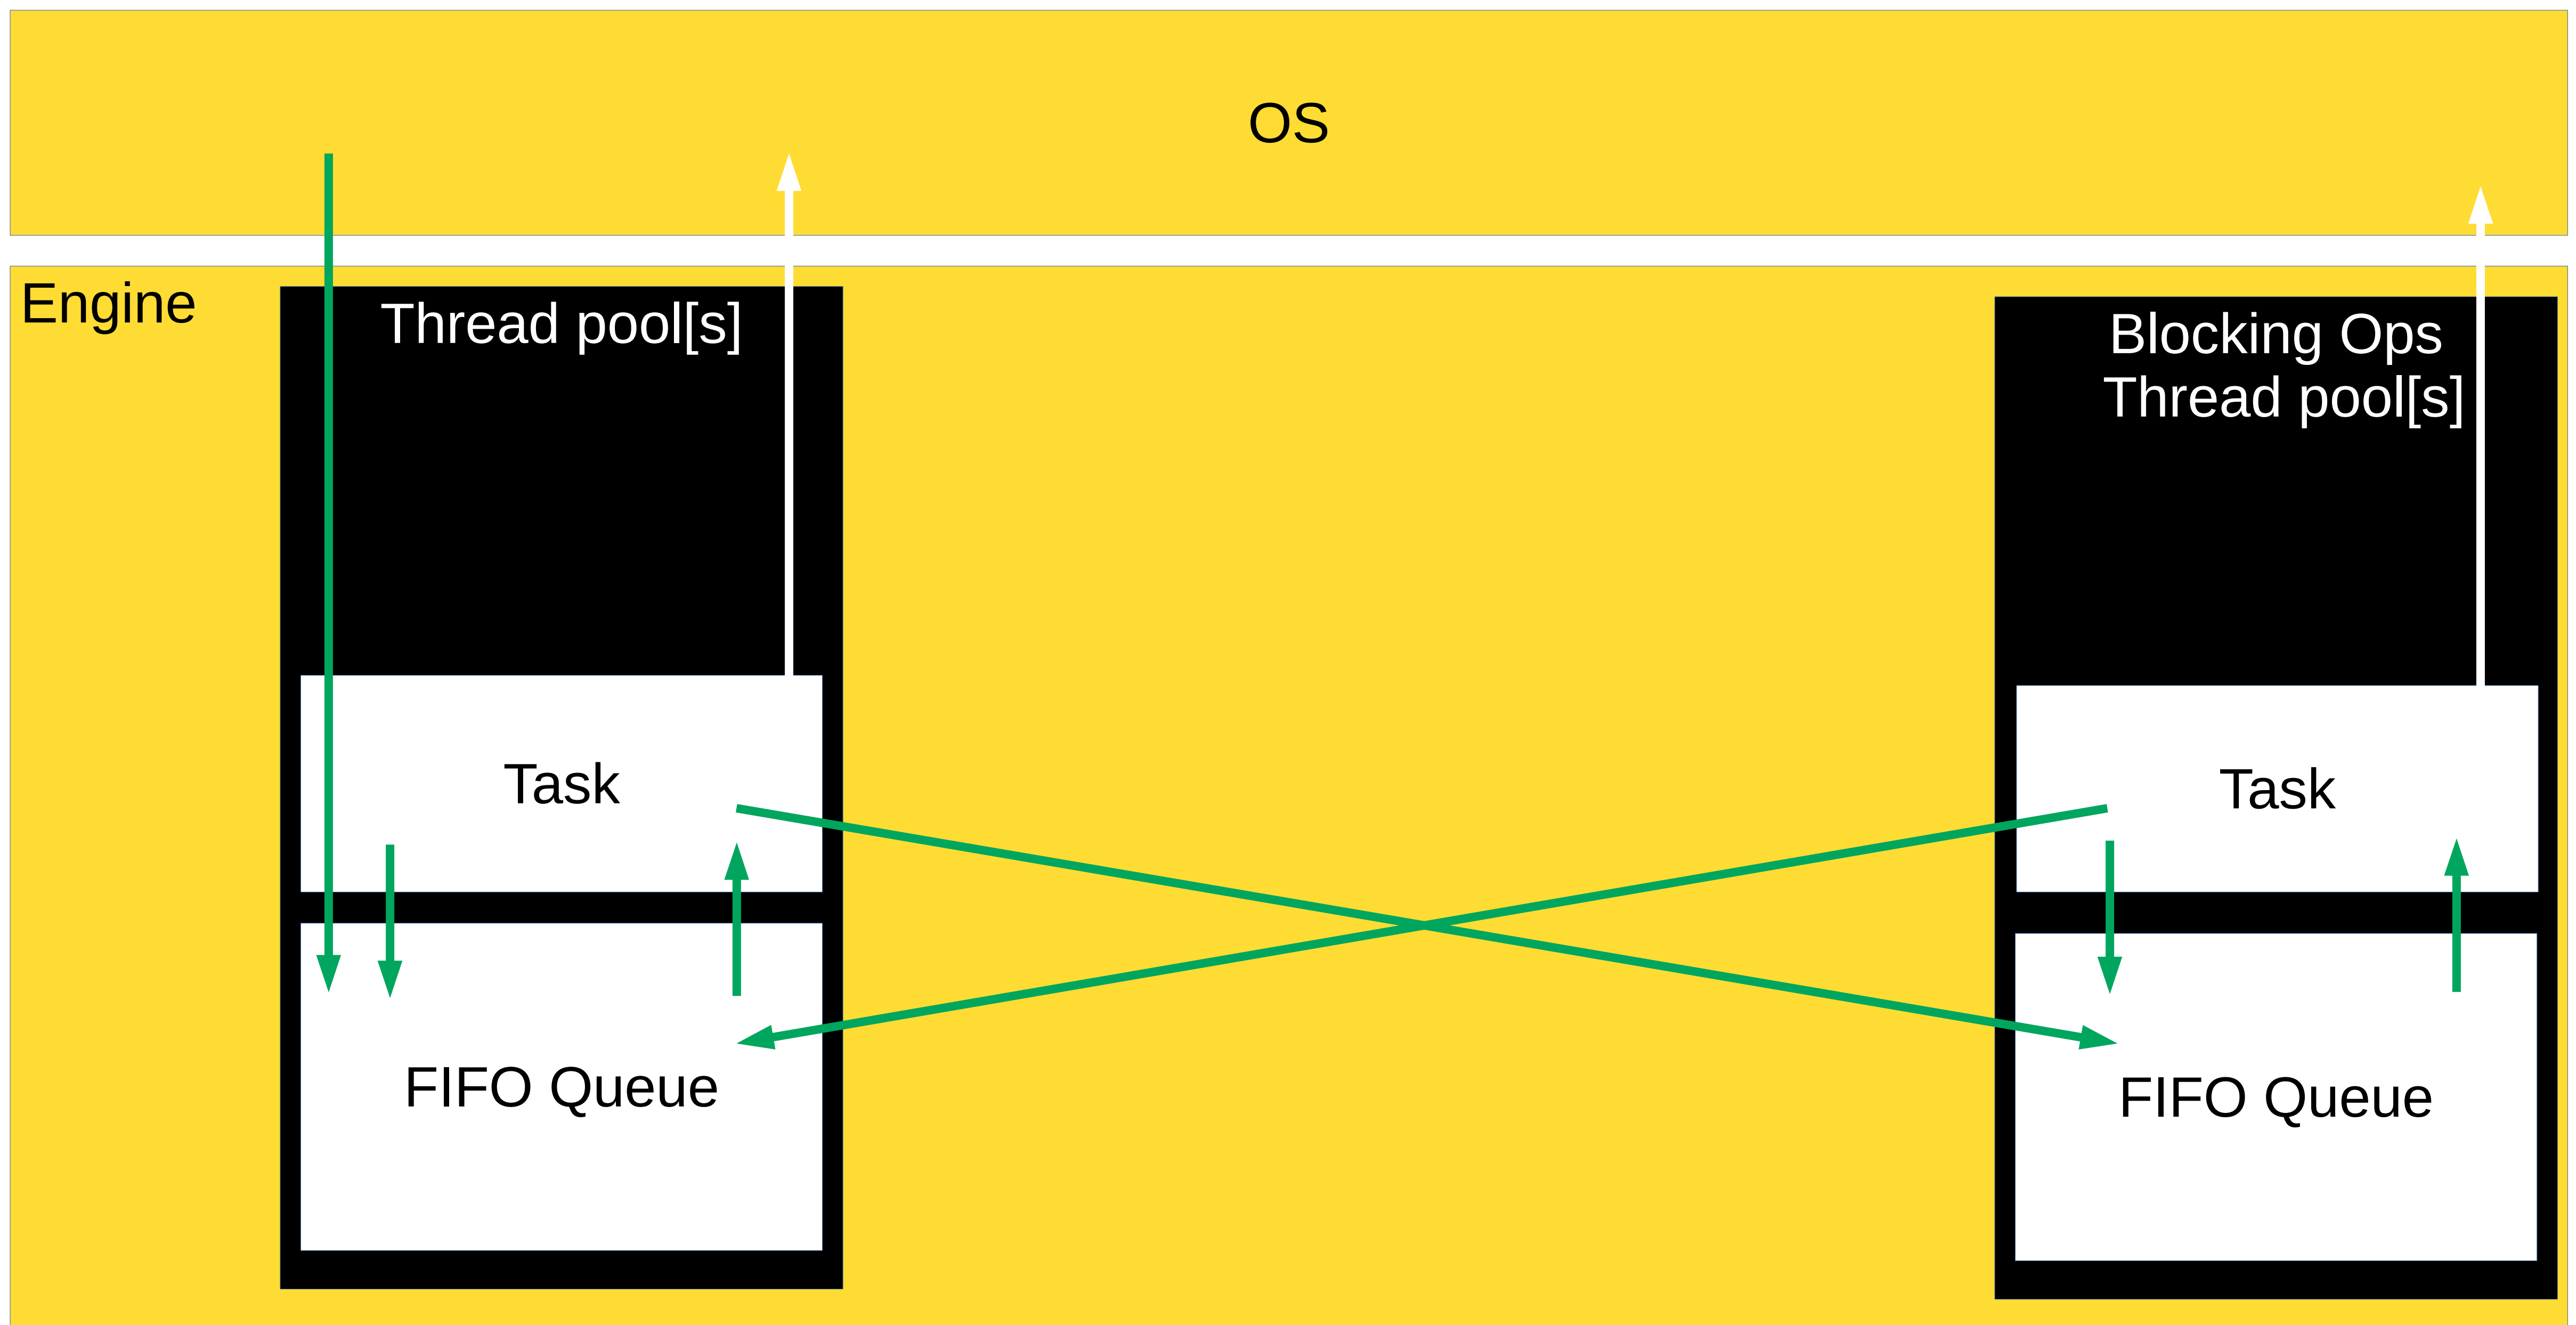 OS
Engine
Thread pool[s]
Task
FIFO Queue
Blocking Ops
Thread pool[s]
Task
FIFO Queue